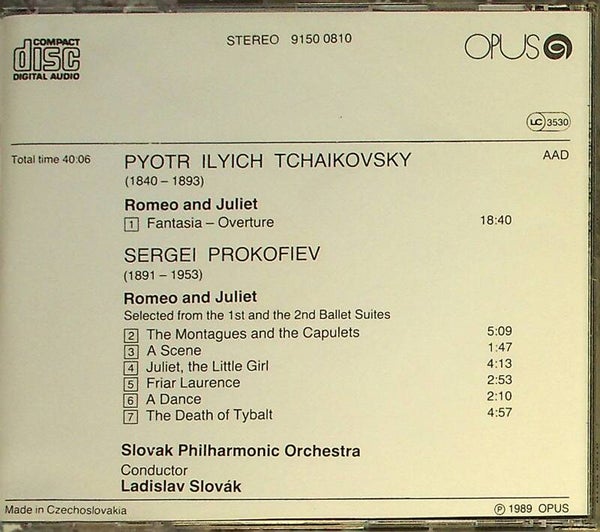 COMPACT
disc
DIGITAL AUDIO
STEREO 9150 0810
OPUS
LC 3530
Total time 40:06
PYOTR ILYICH TCHAIKOVSKY
AAD
(1840 – 1893)
Romeo and Juliet
1 Fantasia – Overture 18:40
SERGEI PROKOFIEV
(1891 – 1953)
Romeo and Juliet
Selected from the 1st and the 2nd Ballet Suites
2 The Montagues and the Capulets 5:09
3 A Scene 1:47
4 Juliet, the Little Girl 4:13
5 Friar Laurence 2:53
6 A Dance 2:10
7 The Death of Tybalt 4:57
Slovak Philharmonic Orchestra
Conductor
Ladislav Slovák
Made in Czechoslovakia
℗ 1989 OPUS